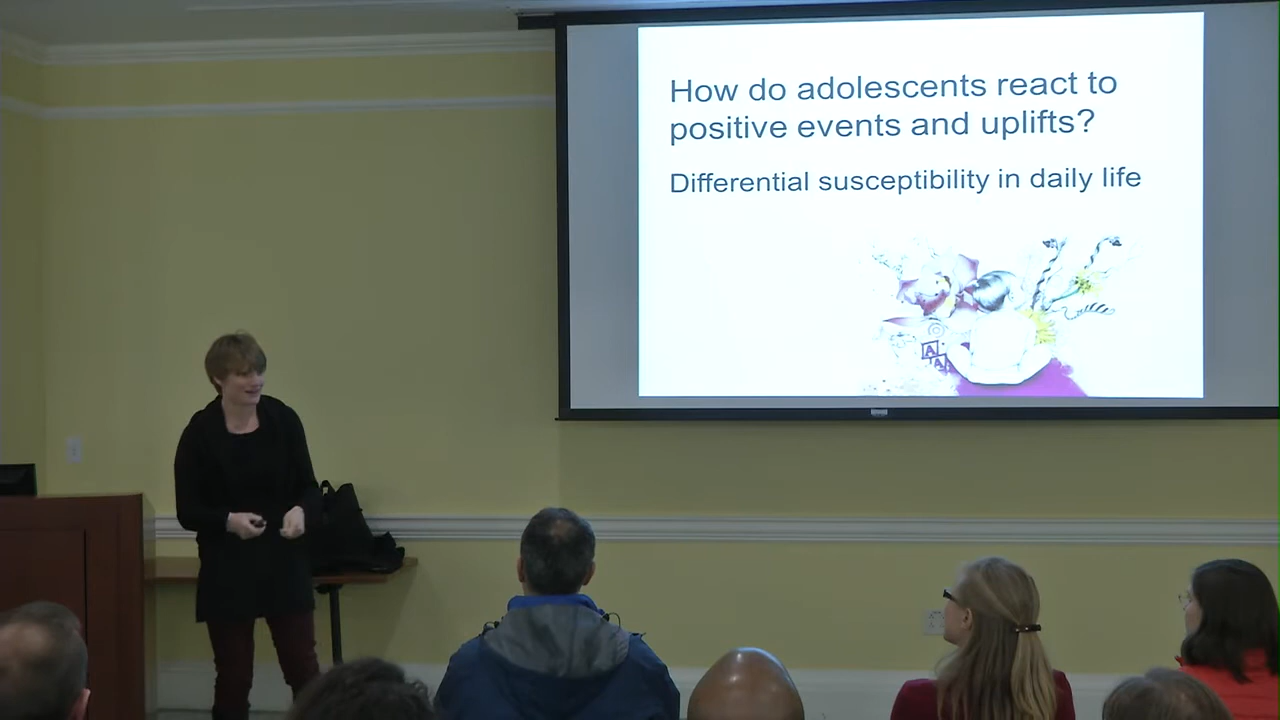 How do adolescents react to
positive events and uplifts?
Differential susceptibility in daily life
A
A